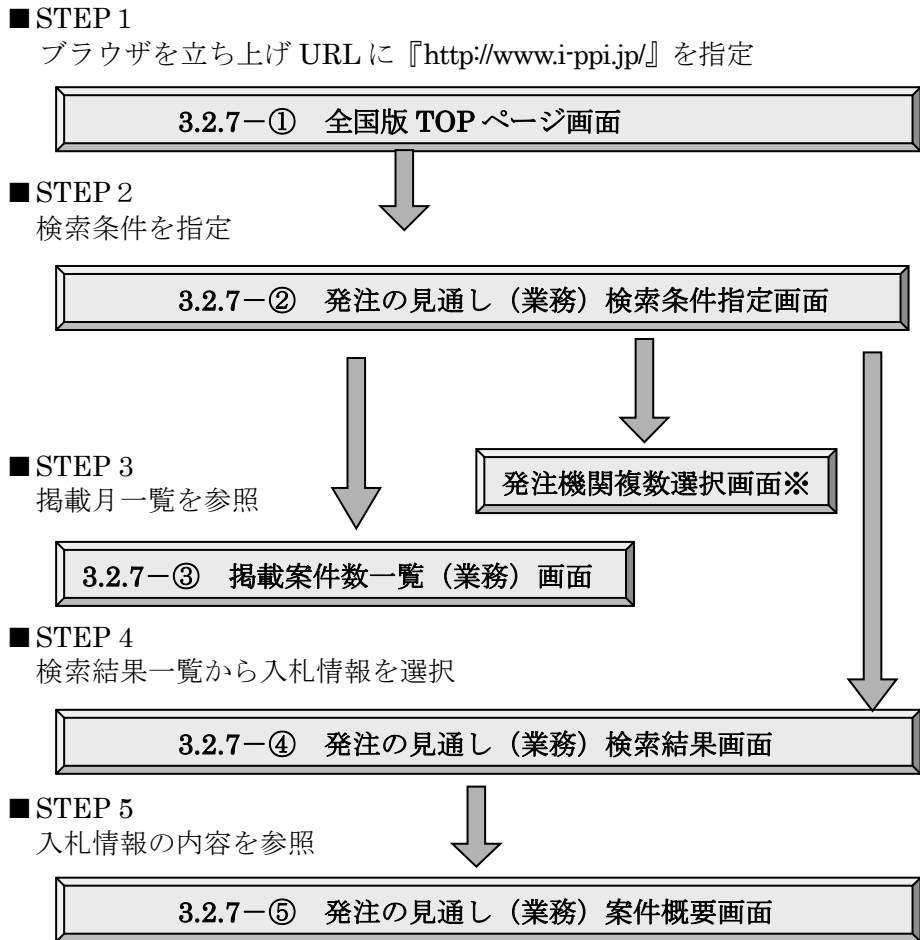 ■STEP１
ブラウザを立ち上げ URL に『http://www.i-ppi.jp/』を指定
3.2.7－① 全国版 TOP ページ画面
■STEP２
検索条件を指定
3.2.7－② 発注の見通し（業務）検索条件指定画面
■STEP 3
掲載月一覧を参照
発注機関複数選択画面※
3.2.7－③ 掲載案件数一覧（業務）画面
■STEP 4
検索結果一覧から入札情報を選択
3.2.7－④ 発注の見通し（業務）検索結果画面
■STEP 5
入札情報の内容を参照
3.2.7－⑤ 発注の見通し（業務）案件概要画面